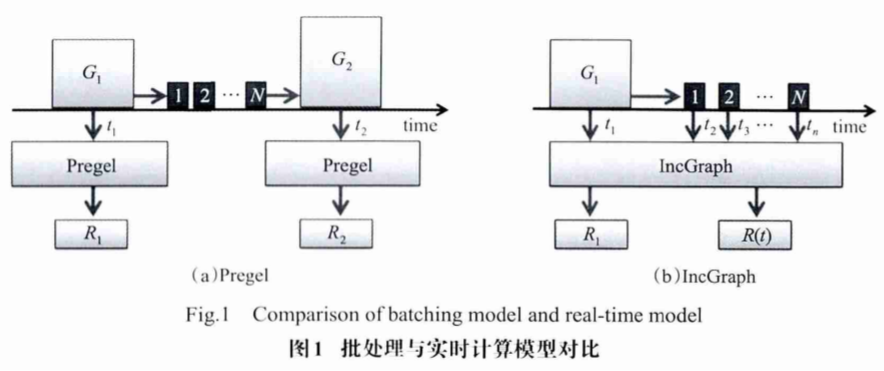 G₁ 1 2 … N G₂
t₁ t₂ time
Pregel Pregel
R₁ R₂
(a)Pregel
G₁ 1 2 … N
t₁ t₂ t₃ … tₙ time
IncGraph
R₁ R(t)
(b)IncGraph
Fig.1 Comparison of batching model and real-time model
图1 批处理与实时计算模型对比